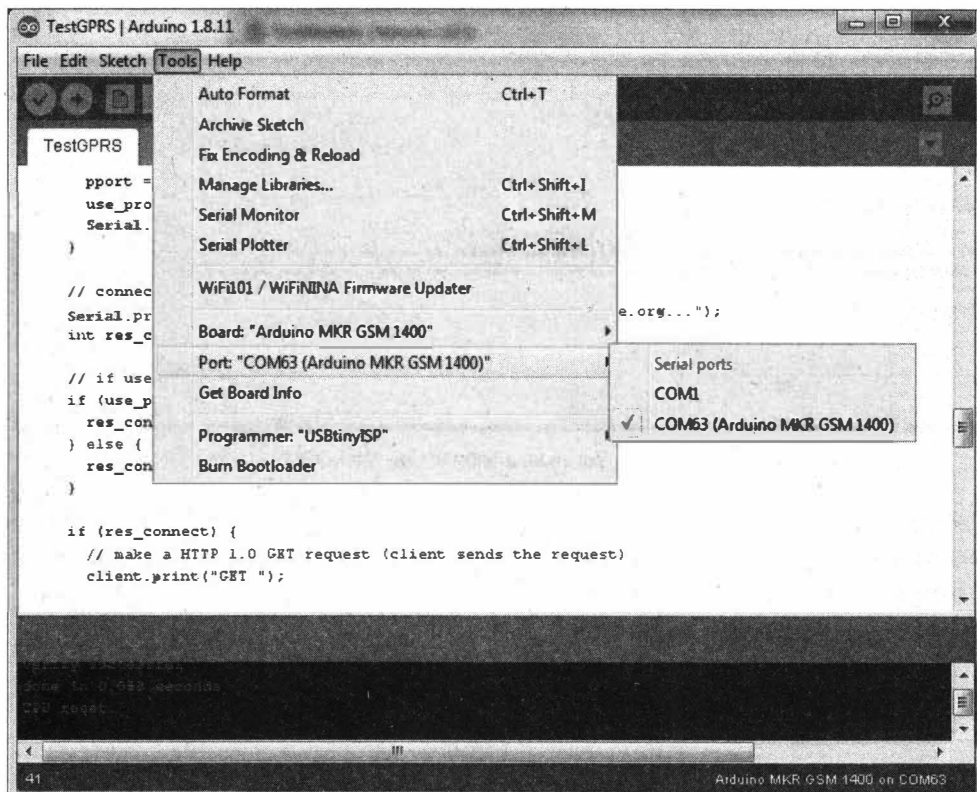 TestGPRS | Arduino 1.8.11
File Edit Sketch Tools Help
TestGPRS
Auto Format Ctrl+T
Archive Sketch
Fix Encoding & Reload
Manage Libraries... Ctrl+Shift+I
Serial Monitor Ctrl+Shift+M
Serial Plotter Ctrl+Shift+L
WiFi101 / WiFiNINA Firmware Updater
Board: "Arduino MKR GSM 1400"
Port: "COM63 (Arduino MKR GSM 1400)"
Get Board Info
Programmer: "USBtinyISP"
Burn Bootloader
Serial ports
COM1
COM63 (Arduino MKR GSM 1400)
pport =
use_pro
Serial.
}
// connec
Serial.pr e.org...");
int res_c
// if use
if (use_p
res_con
} else {
res_con
}
if (res_connect) {
// make a HTTP 1.0 GET request (client sends the request)
client.print("GET ");
done in seconds
CPU reset.
41
Arduino MKR GSM 1400 on COM63